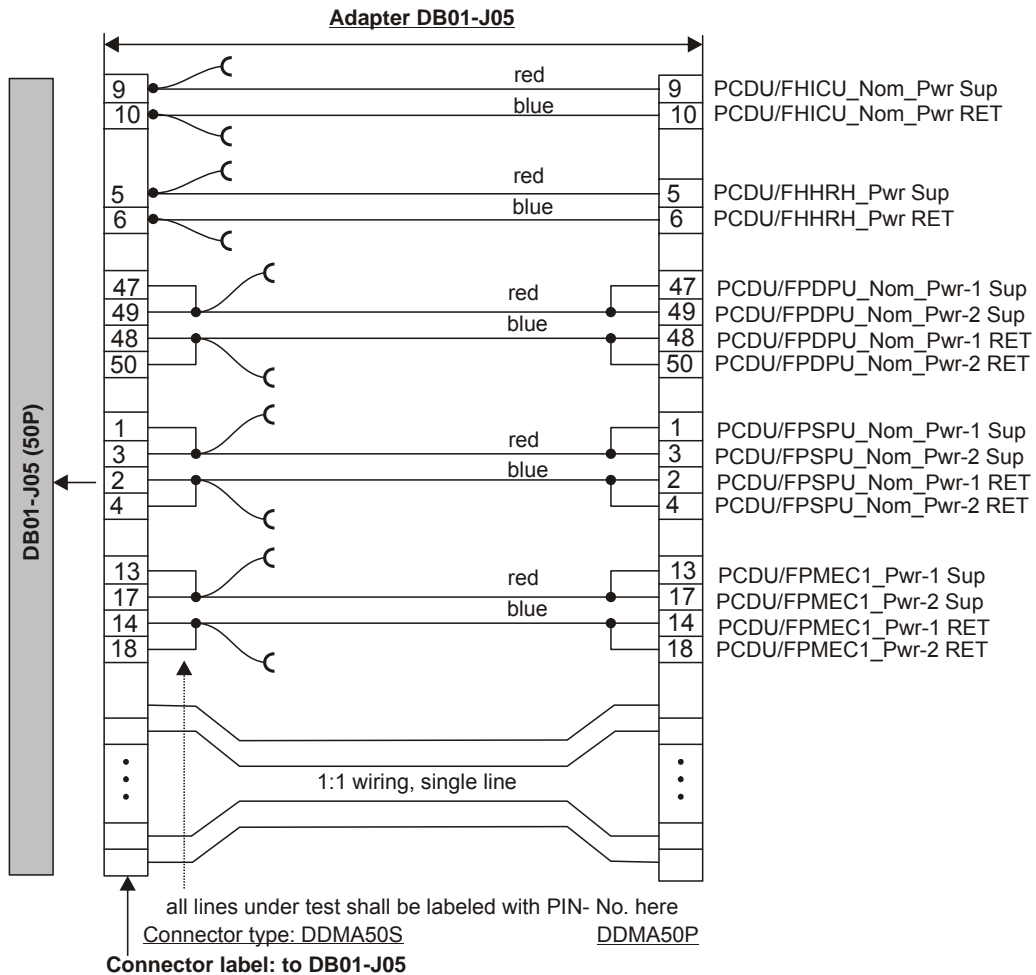 Adapter DB01-J05
9 red 9 PCDU/FHICU_Nom_Pwr Sup
10 blue 10 PCDU/FHICU_Nom_Pwr RET
5 red 5 PCDU/FHHRH_Pwr Sup
6 blue 6 PCDU/FHHRH_Pwr RET
47 red 47 PCDU/FPDPU_Nom_Pwr-1 Sup
49 blue 49 PCDU/FPDPU_Nom_Pwr-2 Sup
48 48 PCDU/FPDPU_Nom_Pwr-1 RET
50 50 PCDU/FPDPU_Nom_Pwr-2 RET
1 red 1 PCDU/FPSPU_Nom_Pwr-1 Sup
3 blue 3 PCDU/FPSPU_Nom_Pwr-2 Sup
2 2 PCDU/FPSPU_Nom_Pwr-1 RET
4 4 PCDU/FPSPU_Nom_Pwr-2 RET
DB01-J05 (50P)
13 red 13 PCDU/FPMEC1_Pwr-1 Sup
17 blue 17 PCDU/FPMEC1_Pwr-2 Sup
14 14 PCDU/FPMEC1_Pwr-1 RET
18 18 PCDU/FPMEC1_Pwr-2 RET
1:1 wiring, single line
all lines under test shall be labeled with PIN- No. here
Connector type: DDMA50S DDMA50P
Connector label: to DB01-J05